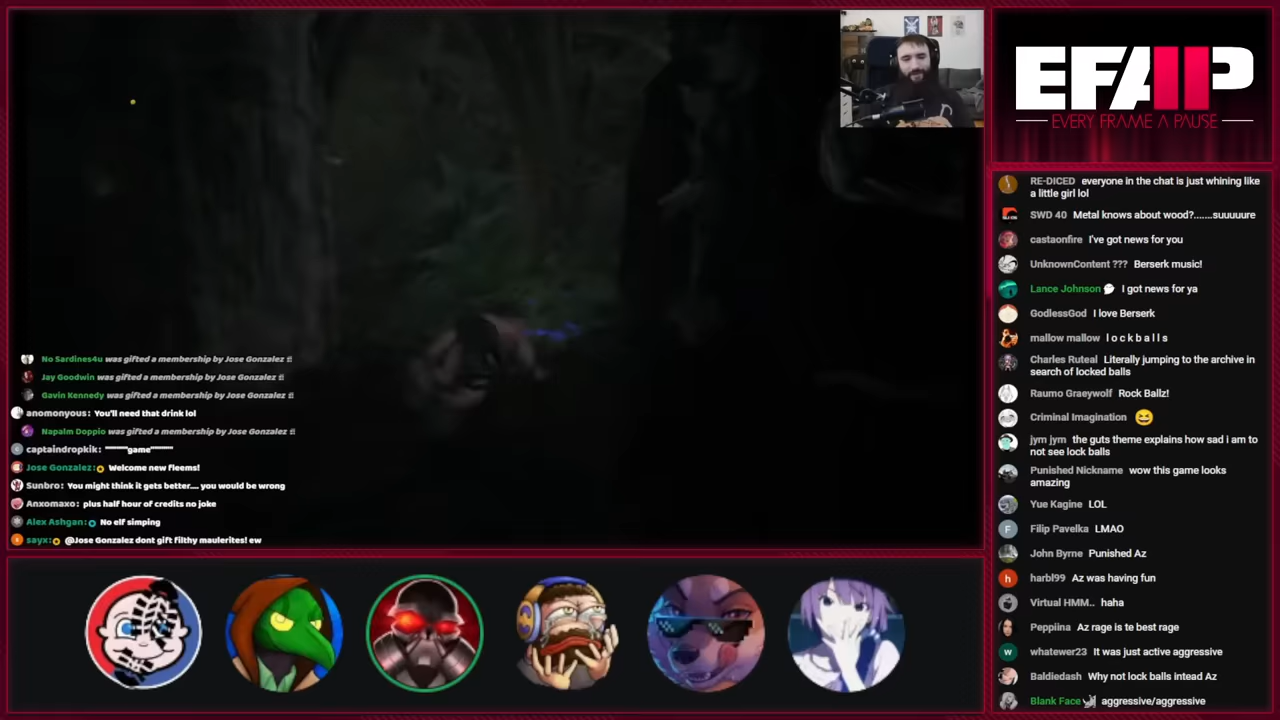 EFAP
EVERY FRAME A PAUSE
No Sardines4u was gifted a membership by Jose Gonzalez
Jay Goodwin was gifted a membership by Jose Gonzalez
Gavin Kennedy was gifted a membership by Jose Gonzalez
anomonyous: You'll need that drink lol
Napalm Doppio was gifted a membership by Jose Gonzalez
captaindropkik: """"game""""
Jose Gonzalez: Welcome new fleems!
Sunbro: You might think it gets better.... you would be wrong
Anxomaxo: plus half hour of credits no joke
Alex Ashgan: No elf simping
sayx: @Jose Gonzalez dont gift filthy maulerites! ew
RE-DICED everyone in the chat is just whining like
a little girl lol
SWD 40 Metal knows about wood?.......suuuuure
castaonfire I've got news for you
UnknownContent ??? Berserk music!
Lance Johnson I got news for ya
GodlessGod I love Berserk
mallow mallow l o c k b a l l s
Charles Ruteal Literally jumping to the archive in
search of locked balls
Raumo Graeywolf Rock Ballz!
Criminal Imagination
jym jym the guts theme explains how sad i am to
not see lock balls
Punished Nickname wow this game looks
amazing
Yue Kagine LOL
F
Filip Pavelka LMAO
John Byrne Punished Az
h
harbl99 Az was having fun
Virtual HMM.. haha
Peppiina Az rage is te best rage
w
whatewer23 It was just active aggressive
Baldiedash Why not lock balls intead Az
Blank Face aggressive/aggressive